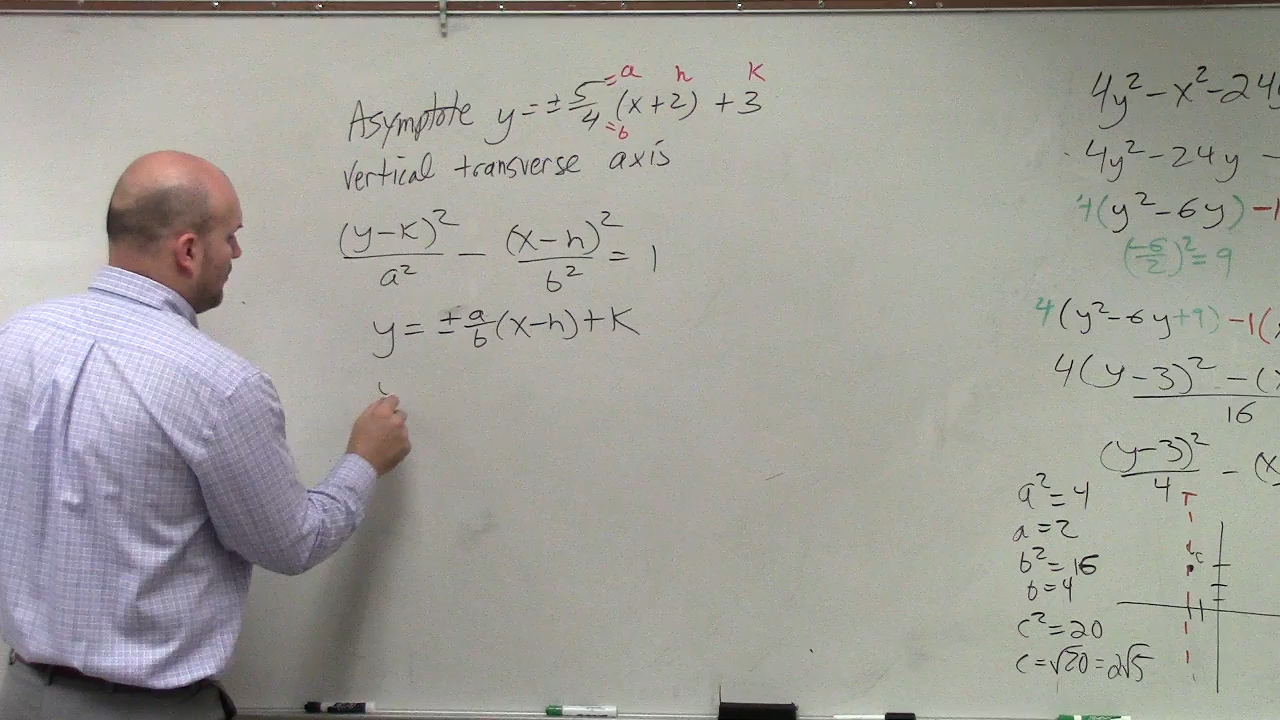 =a h K
Asymptote y = ± 5/4 (x+2) + 3
=b
vertical transverse axis
(y-k)²/a² - (x-h)²/b² = 1
y = ± a/b (x-h) + K
4y² - x² - 24y
4y² - 24y -
4(y² - 6y) - 1
(-6/2)² = 9
4(y² - 6y + 9) - 1(
4(y - 3)² - (x
16
(y-3)²/4 - (x
a² = 4
a = 2
b² = 16
b = 4
c² = 20
c = √20 = 2√5
c